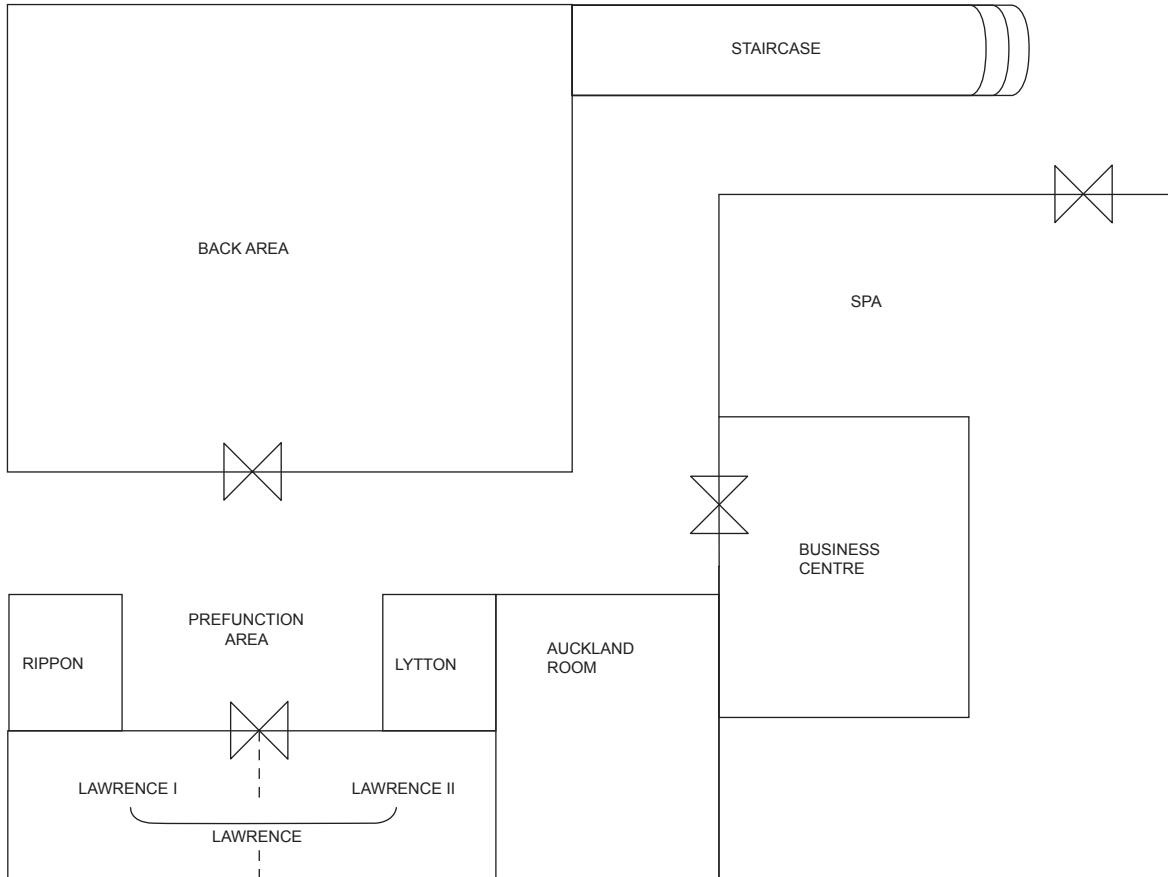 STAIRCASE
BACK AREA
SPA
BUSINESS
CENTRE
PREFUNCTION
AREA
RIPPON
LYTTON
AUCKLAND
ROOM
LAWRENCE I
LAWRENCE II
LAWRENCE